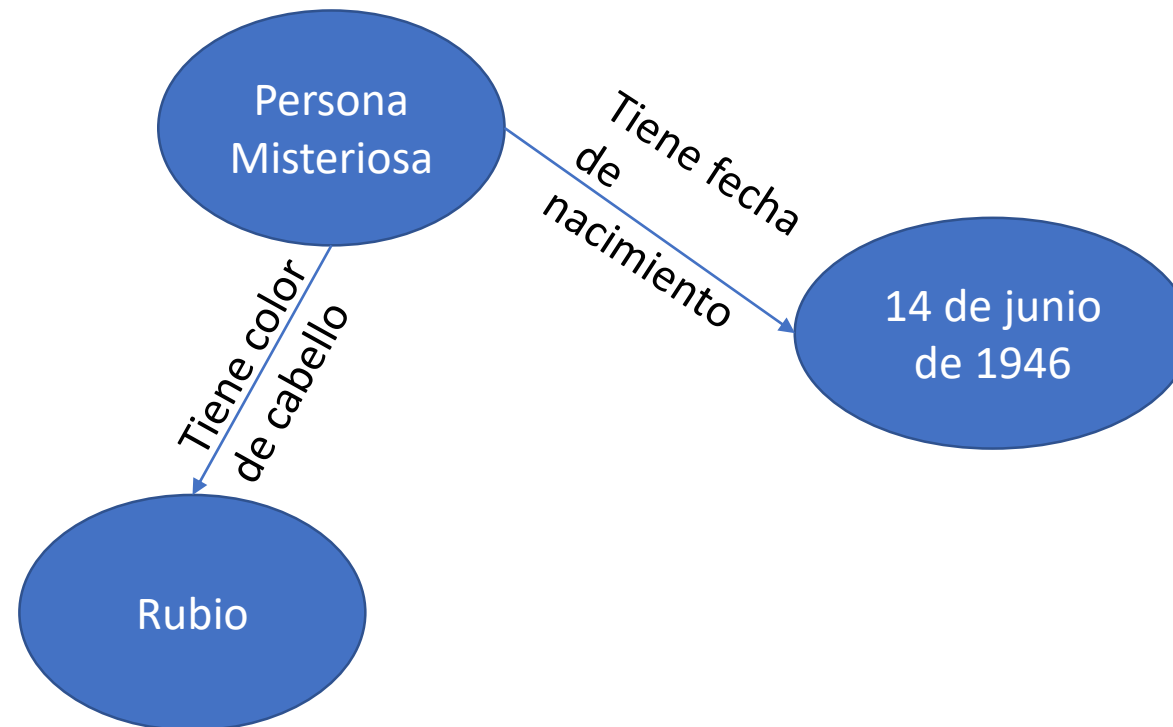 Persona
Misteriosa
Tiene fecha
de
nacimiento
14 de junio
de 1946
Tiene color
de cabello
Rubio